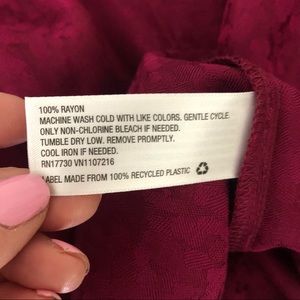 100% RAYON
MACHINE WASH COLD WITH LIKE COLORS. GENTLE CYCLE.
ONLY NON-CHLORINE BLEACH IF NEEDED.
TUMBLE DRY LOW. REMOVE PROMPTLY.
COOL IRON IF NEEDED.
RN17730 VN1107216
LABEL MADE FROM 100% RECYCLED PLASTIC